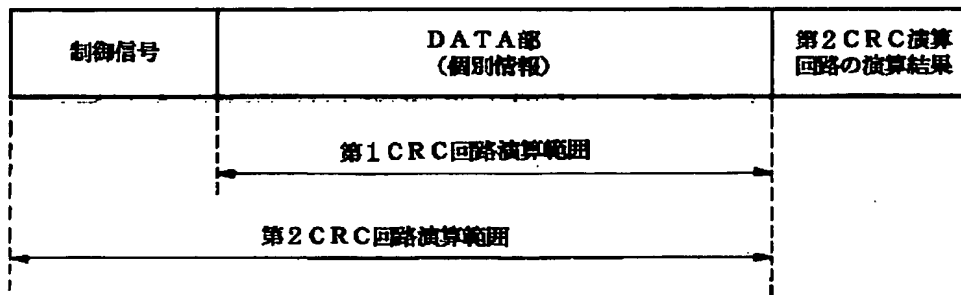 制御信号
DATA部
(個別情報)
第2CRC演算
回路の演算結果
第1CRC回路演算範囲
第2CRC回路演算範囲